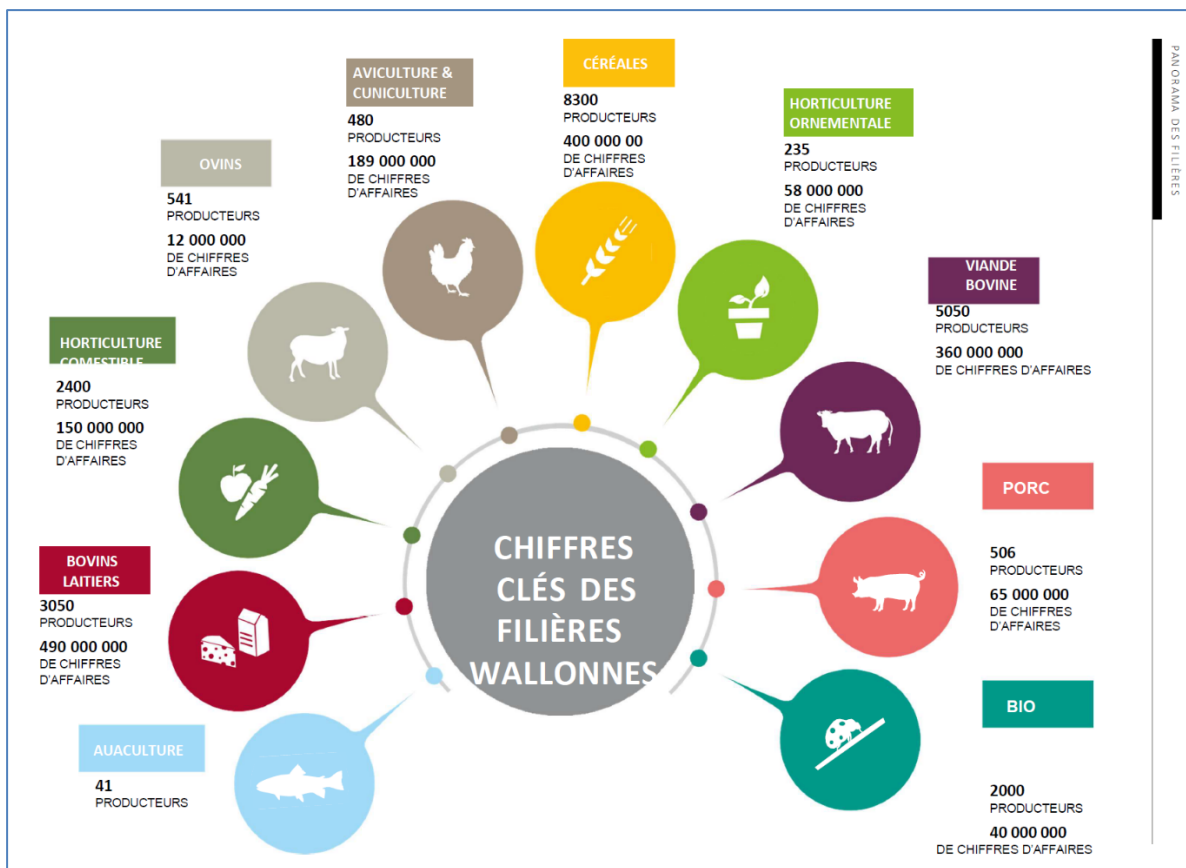 PANORAMA DES FILIÈRES
CÉRÉALES
8300
PRODUCTEURS
400 000 00
DE CHIFFRES
D'AFFAIRES
AVICULTURE &
CUNICULTURE
480
PRODUCTEURS
189 000 000
DE CHIFFRES
D'AFFAIRES
HORTICULTURE
ORNEMENTALE
235
PRODUCTEURS
58 000 000
DE CHIFFRES
D'AFFAIRES
OVINS
541
PRODUCTEURS
12 000 000
DE CHIFFRES
D'AFFAIRES
VIANDE
BOVINE
5050
PRODUCTEURS
360 000 000
DE CHIFFRES D'AFFAIRES
HORTICULTURE
COMESTIBLE
2400
PRODUCTEURS
150 000 000
DE CHIFFRES
D'AFFAIRES
PORC
506
PRODUCTEURS
65 000 000
DE CHIFFRES
D'AFFAIRES
CHIFFRES
CLÉS DES
FILIÈRES
WALLONNES
BOVINS
LAITIERS
3050
PRODUCTEURS
490 000 000
DE CHIFFRES
D'AFFAIRES
BIO
2000
PRODUCTEURS
40 000 000
DE CHIFFRES D'AFFAIRES
AUACULTURE
41
PRODUCTEURS